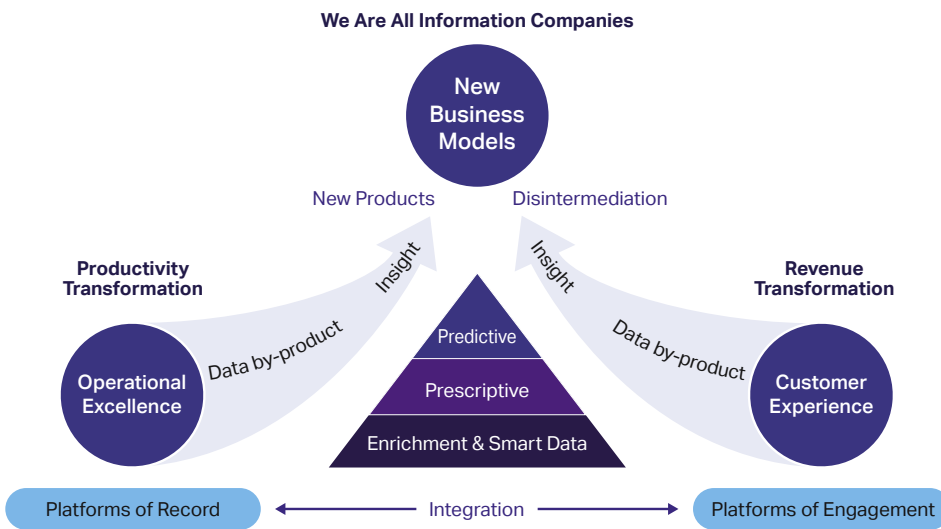 We Are All Information Companies
New
Business
Models
New Products
Disintermediation
Productivity
Transformation
Revenue
Transformation
Insight
Insight
Data by-product
Data by-product
Operational
Excellence
Predictive
Prescriptive
Enrichment & Smart Data
Customer
Experience
Platforms of Record
Integration
Platforms of Engagement